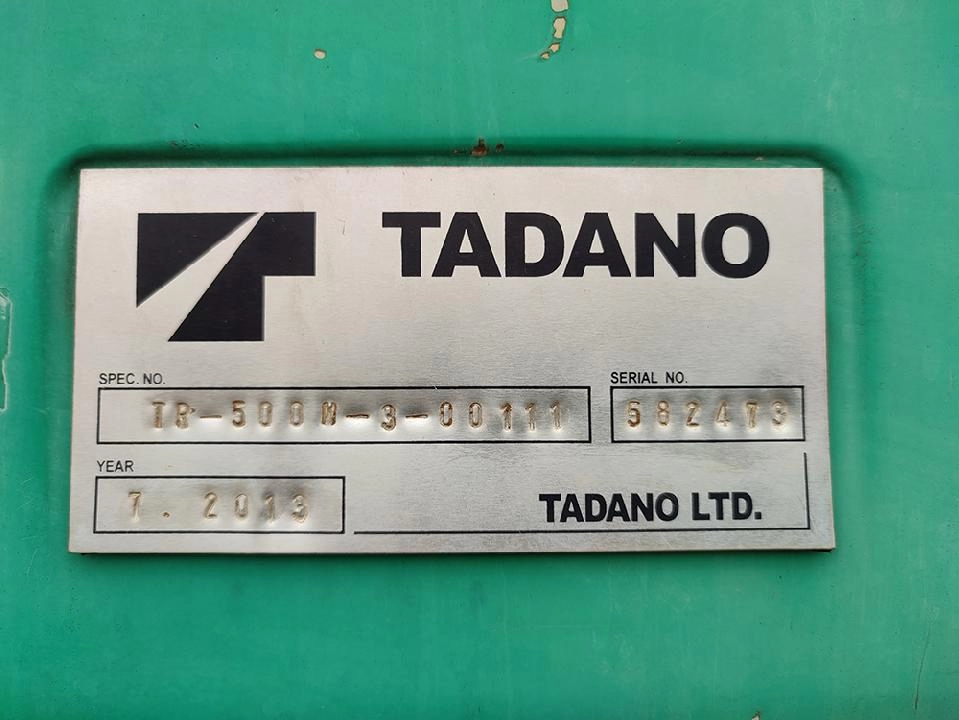 TADANO
SPEC. NO.
TR-500M-3-00111
SERIAL NO.
582473
YEAR
7. 2013
TADANO LTD.